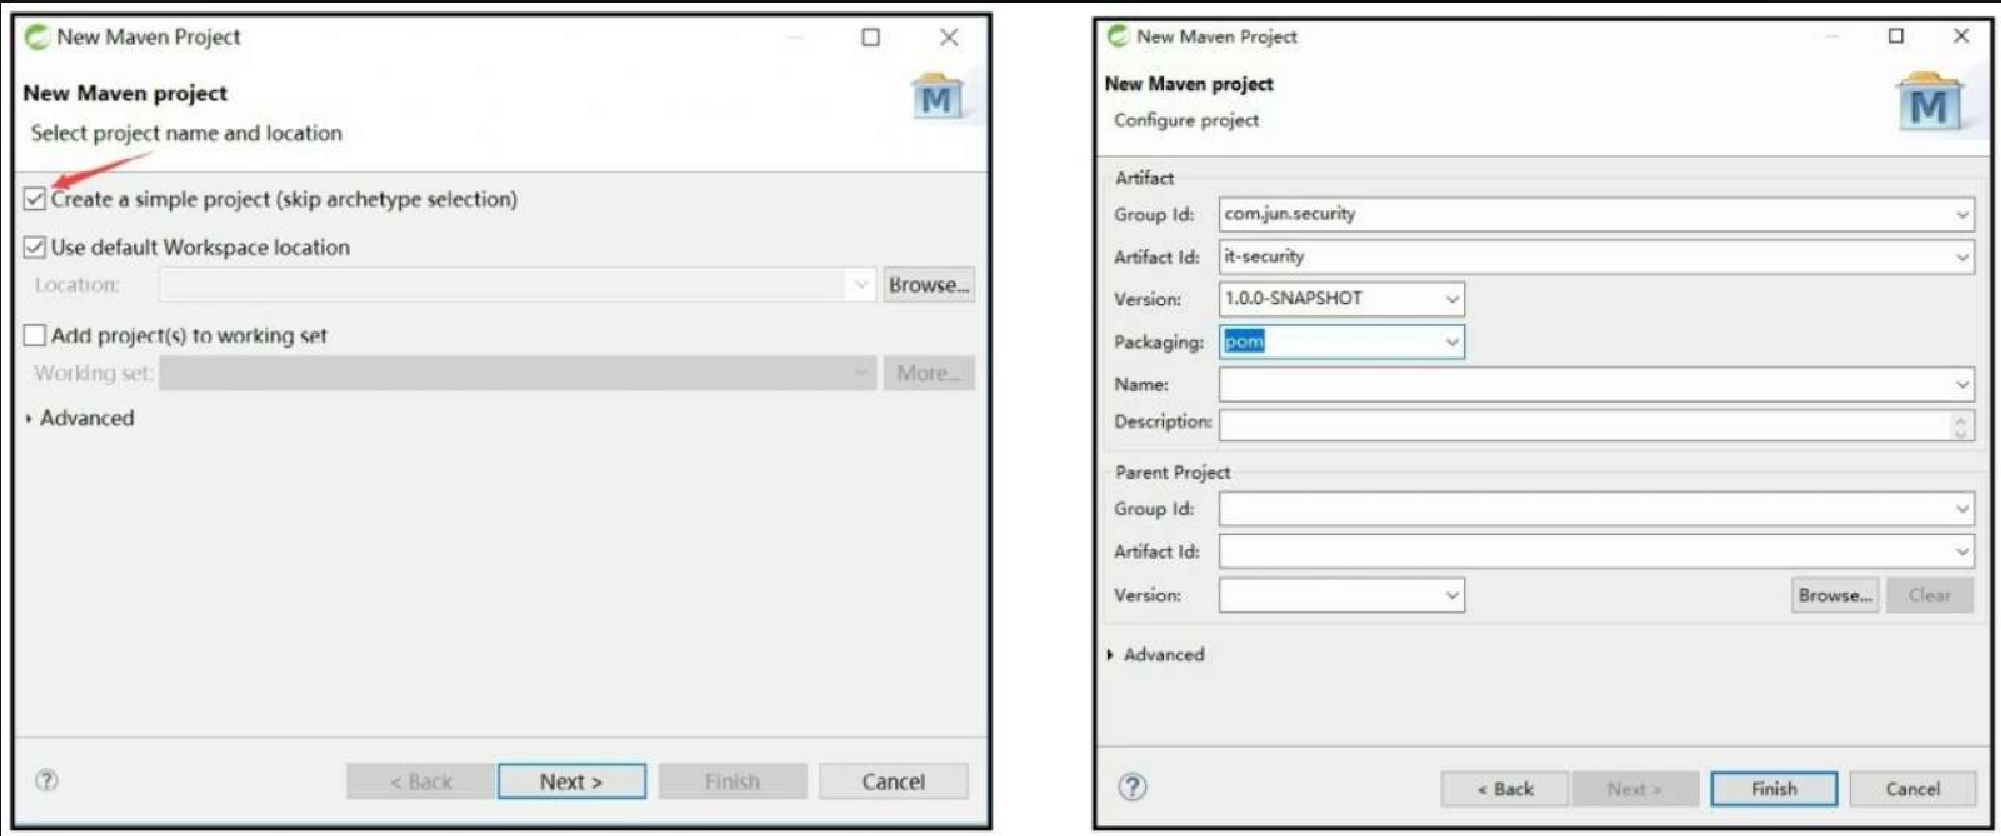 New Maven Project
New Maven project
Select project name and location
Create a simple project (skip archetype selection)
Use default Workspace location
Location:
Browse...
Add project(s) to working set
Working set:
More...
Advanced
?
< Back
Next >
Finish
Cancel
New Maven Project
New Maven project
Configure project
Artifact
Group Id: com.jun.security
Artifact Id: it-security
Version: 1.0.0-SNAPSHOT
Packaging: pom
Name:
Description:
Parent Project
Group Id:
Artifact Id:
Version:
Browse...
Clear
Advanced
?
< Back
Next >
Finish
Cancel
M
M